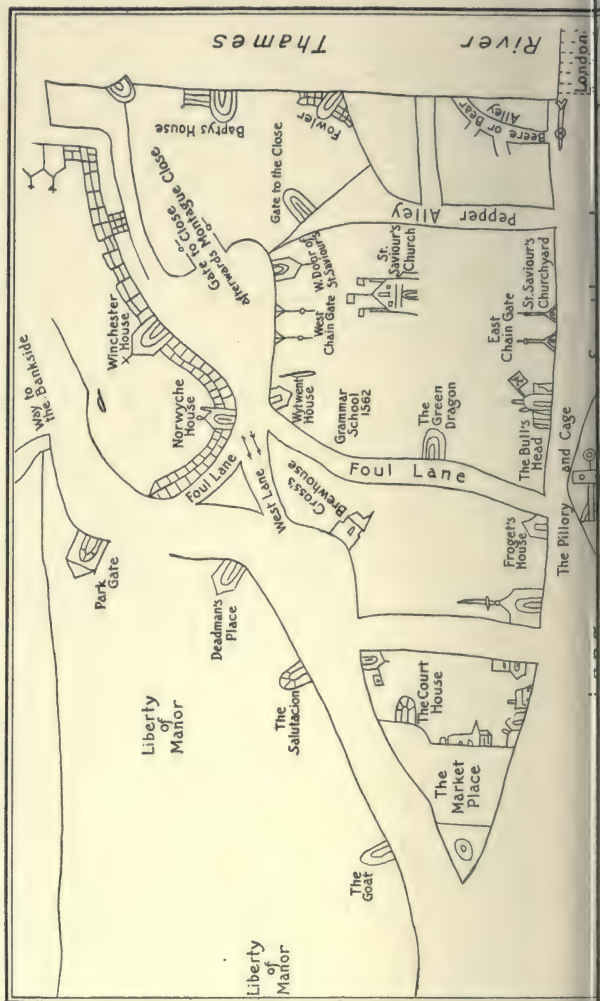 River Thames
London
Beere or Bear
Alley
Baptys House
Fowler
Gate to Close
afterwards Montague Close
Gate to the Close
Pepper Alley
W. Door of
St Saviours
St.
Saviour's
Church
West
Chain Gate
East
Chain Gate
St. Saviour's
Churchyard
Winchester
House
Norwyche
House
Wytwent
House
Grammar
School
1562
The
Green
Dragon
The Bull's
Head
Way to
the Bankside
Foul Lane
West Lane
Foul Lane
Cross's
Brewhouse
Froget's
House
The Pillory and Cage
Park
Gate
Deadman's
Place
Liberty
of
Manor
The
Salutacion
The Court
House
The
Market
Place
The
Goat
Liberty
of
Manor